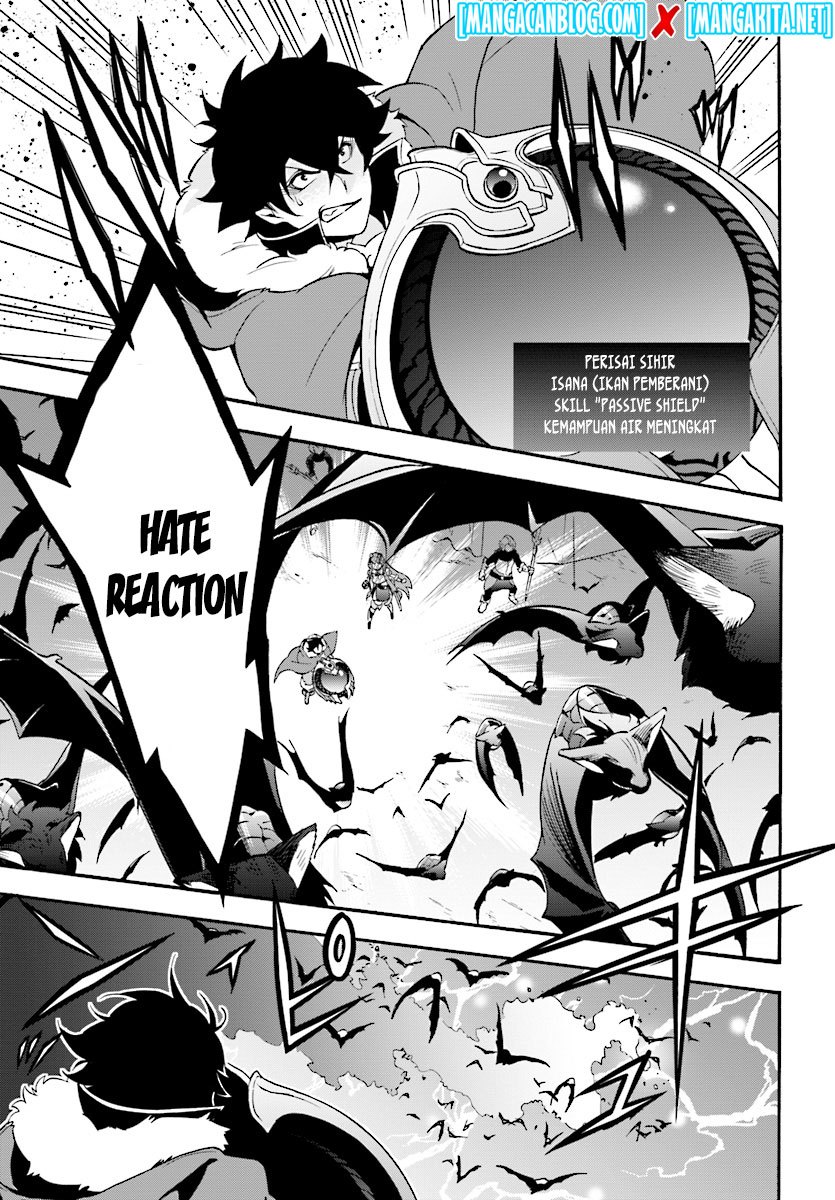 [MANGACANBLOG.COM] X [MANGAKITA.NET]
PERISAI SIHIR
ISANA (IKAN PEMBERANI)
SKILL "PASSIVE SHIELD"
KEMAMPUAN AIR MENINGKAT
HATE
REACTION